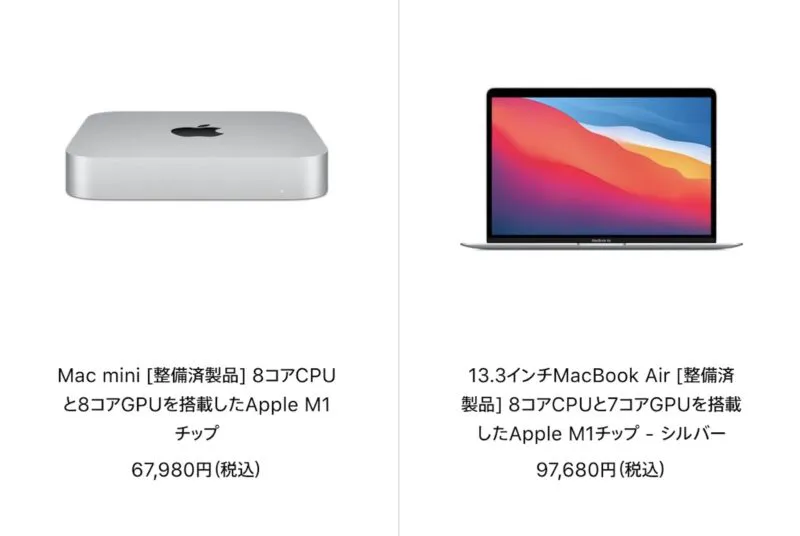 Mac mini [整備済製品] 8コアCPU
と8コアGPUを搭載したApple M1
チップ
67,980円(税込)
MacBook Air
13.3インチMacBook Air [整備済
製品] 8コアCPUと7コアGPUを搭載
したApple M1チップ - シルバー
97,680円(税込)